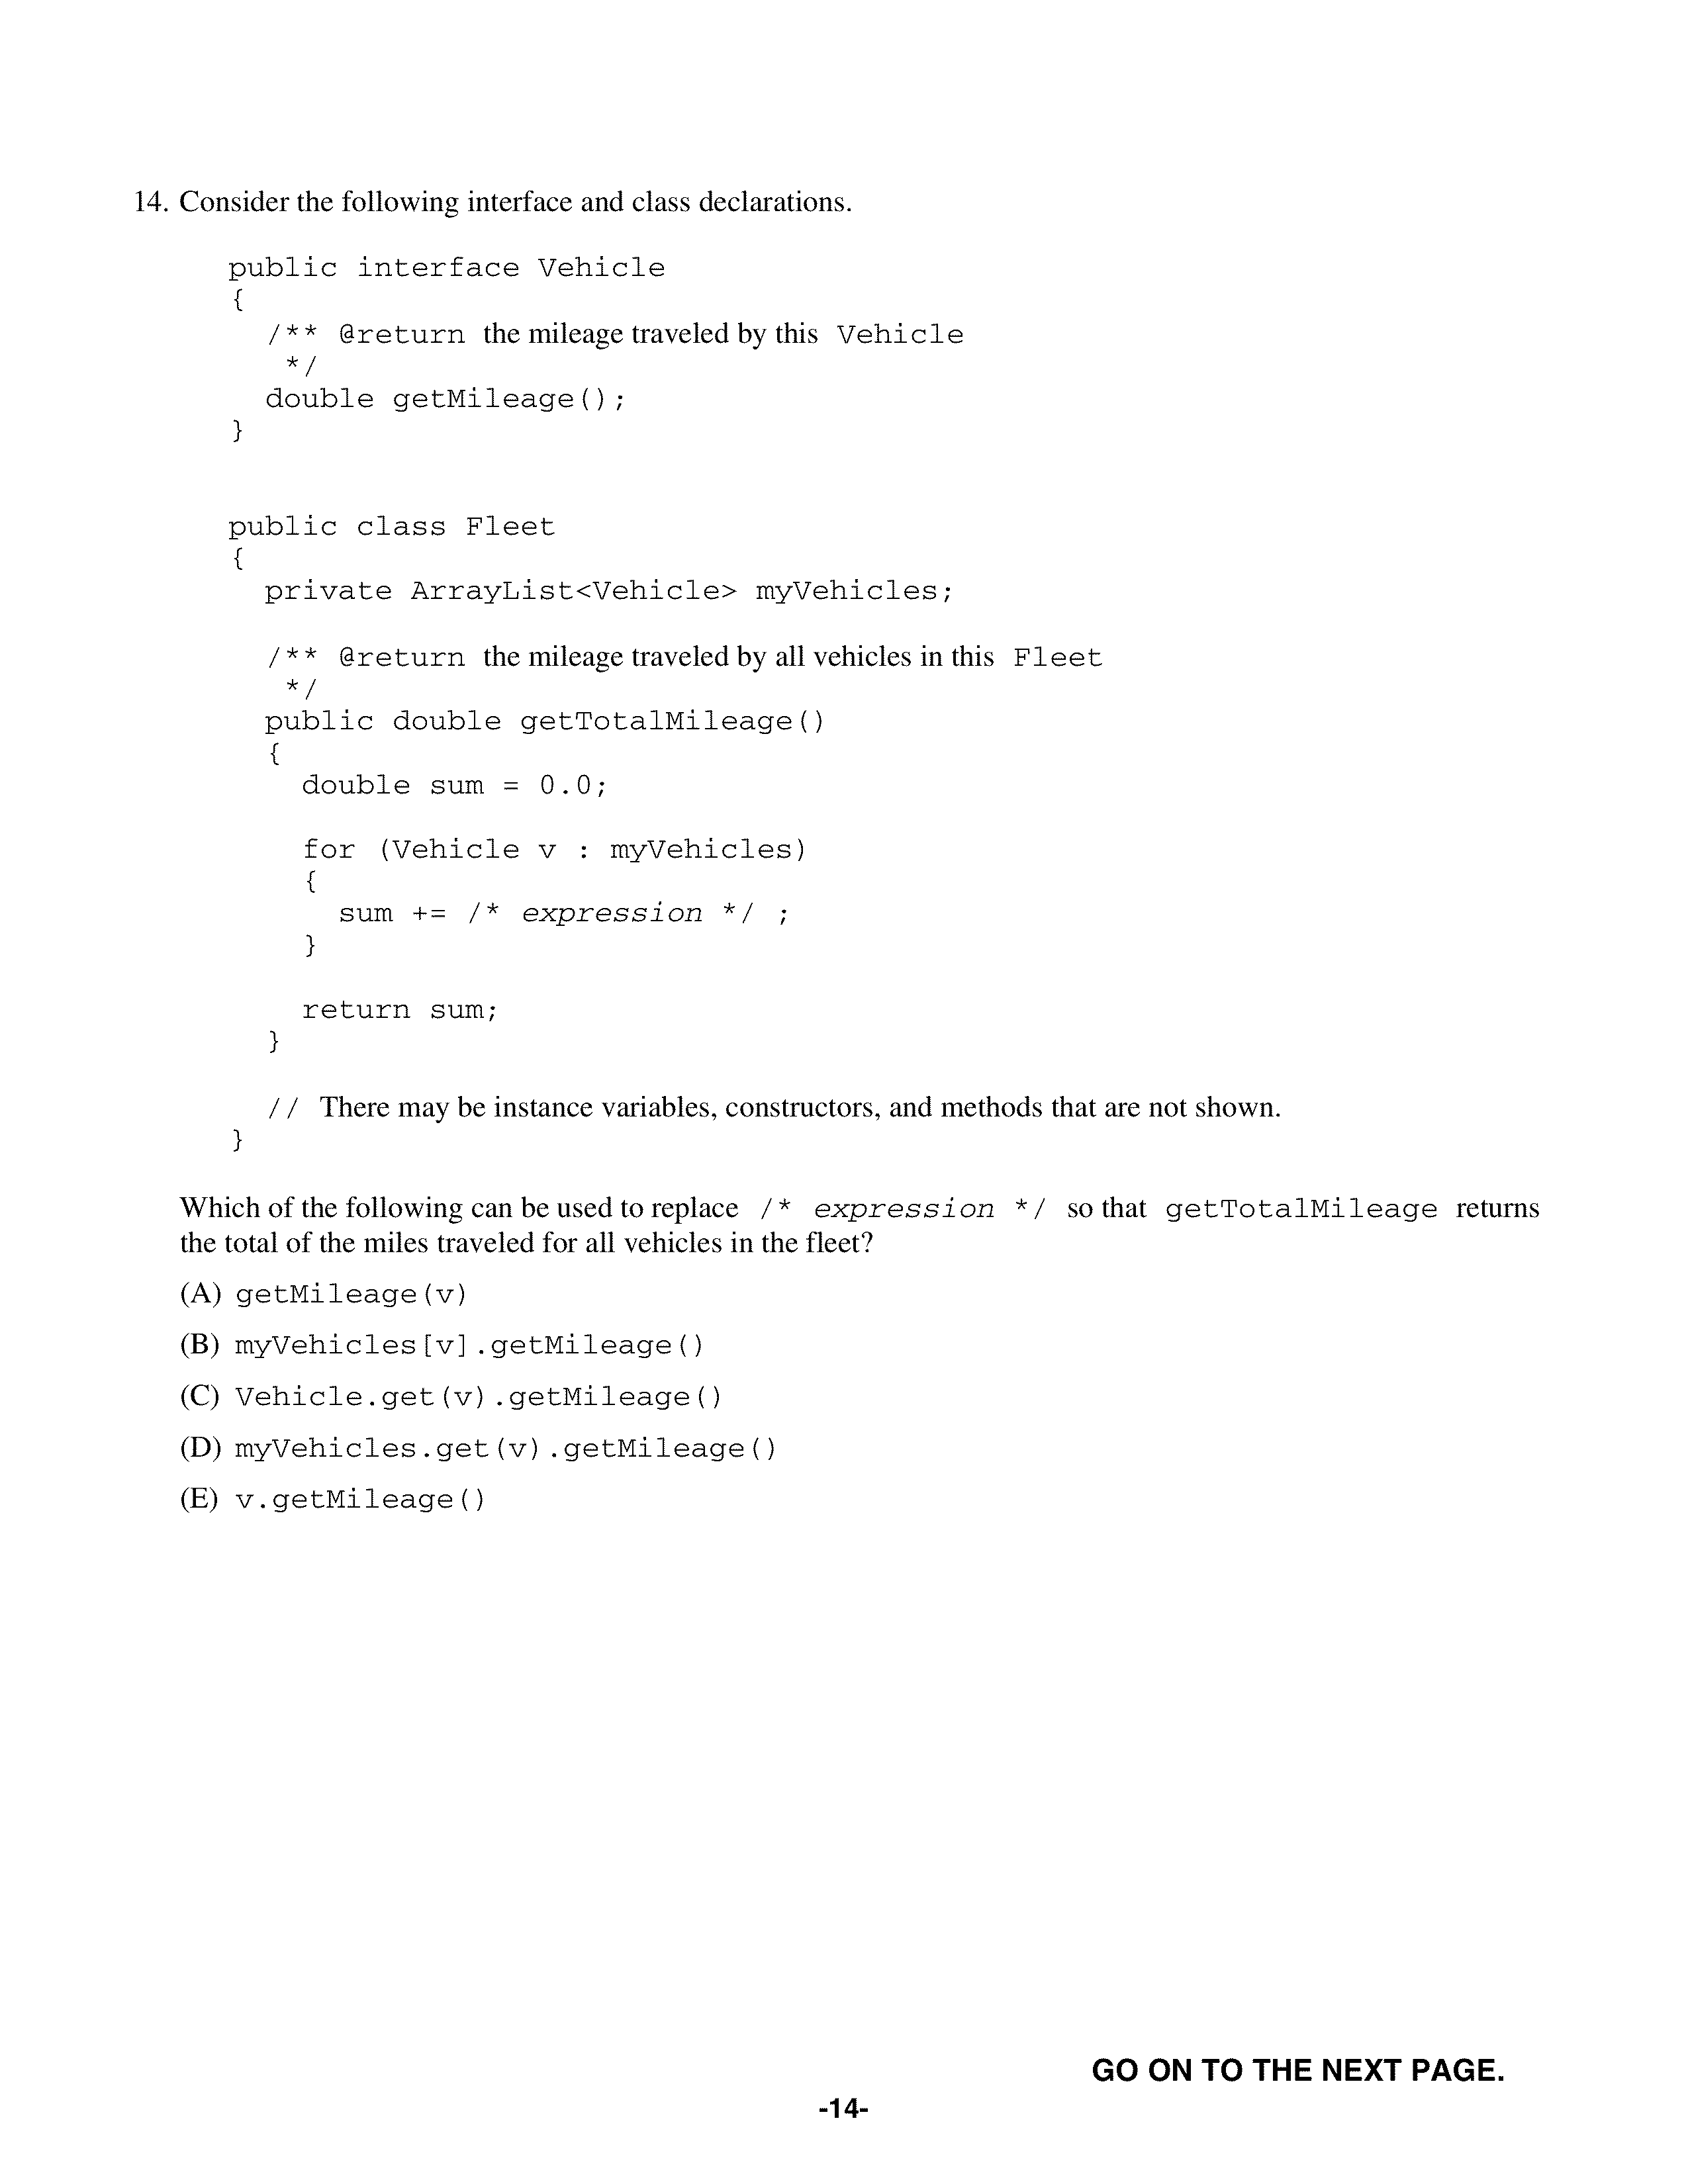 14. Consider the following interface and class declarations.
public interface Vehicle
{
/** @return the mileage traveled by this Vehicle
*/
double getMileage();
}
public class Fleet
{
private ArrayList<Vehicle> myVehicles;
/** @return the mileage traveled by all vehicles in this Fleet
*/
public double getTotalMileage()
{
double sum = 0.0;
for (Vehicle v : myVehicles)
{
sum += /* expression */ ;
}
return sum;
}
// There may be instance variables, constructors, and methods that are not shown.
}
Which of the following can be used to replace /* expression */ so that getTotalMileage returns
the total of the miles traveled for all vehicles in the fleet?
(A) getMileage(v)
(B) myVehicles[v].getMileage()
(C) Vehicle.get(v).getMileage()
(D) myVehicles.get(v).getMileage()
(E) v.getMileage()
GO ON TO THE NEXT PAGE.
-14-